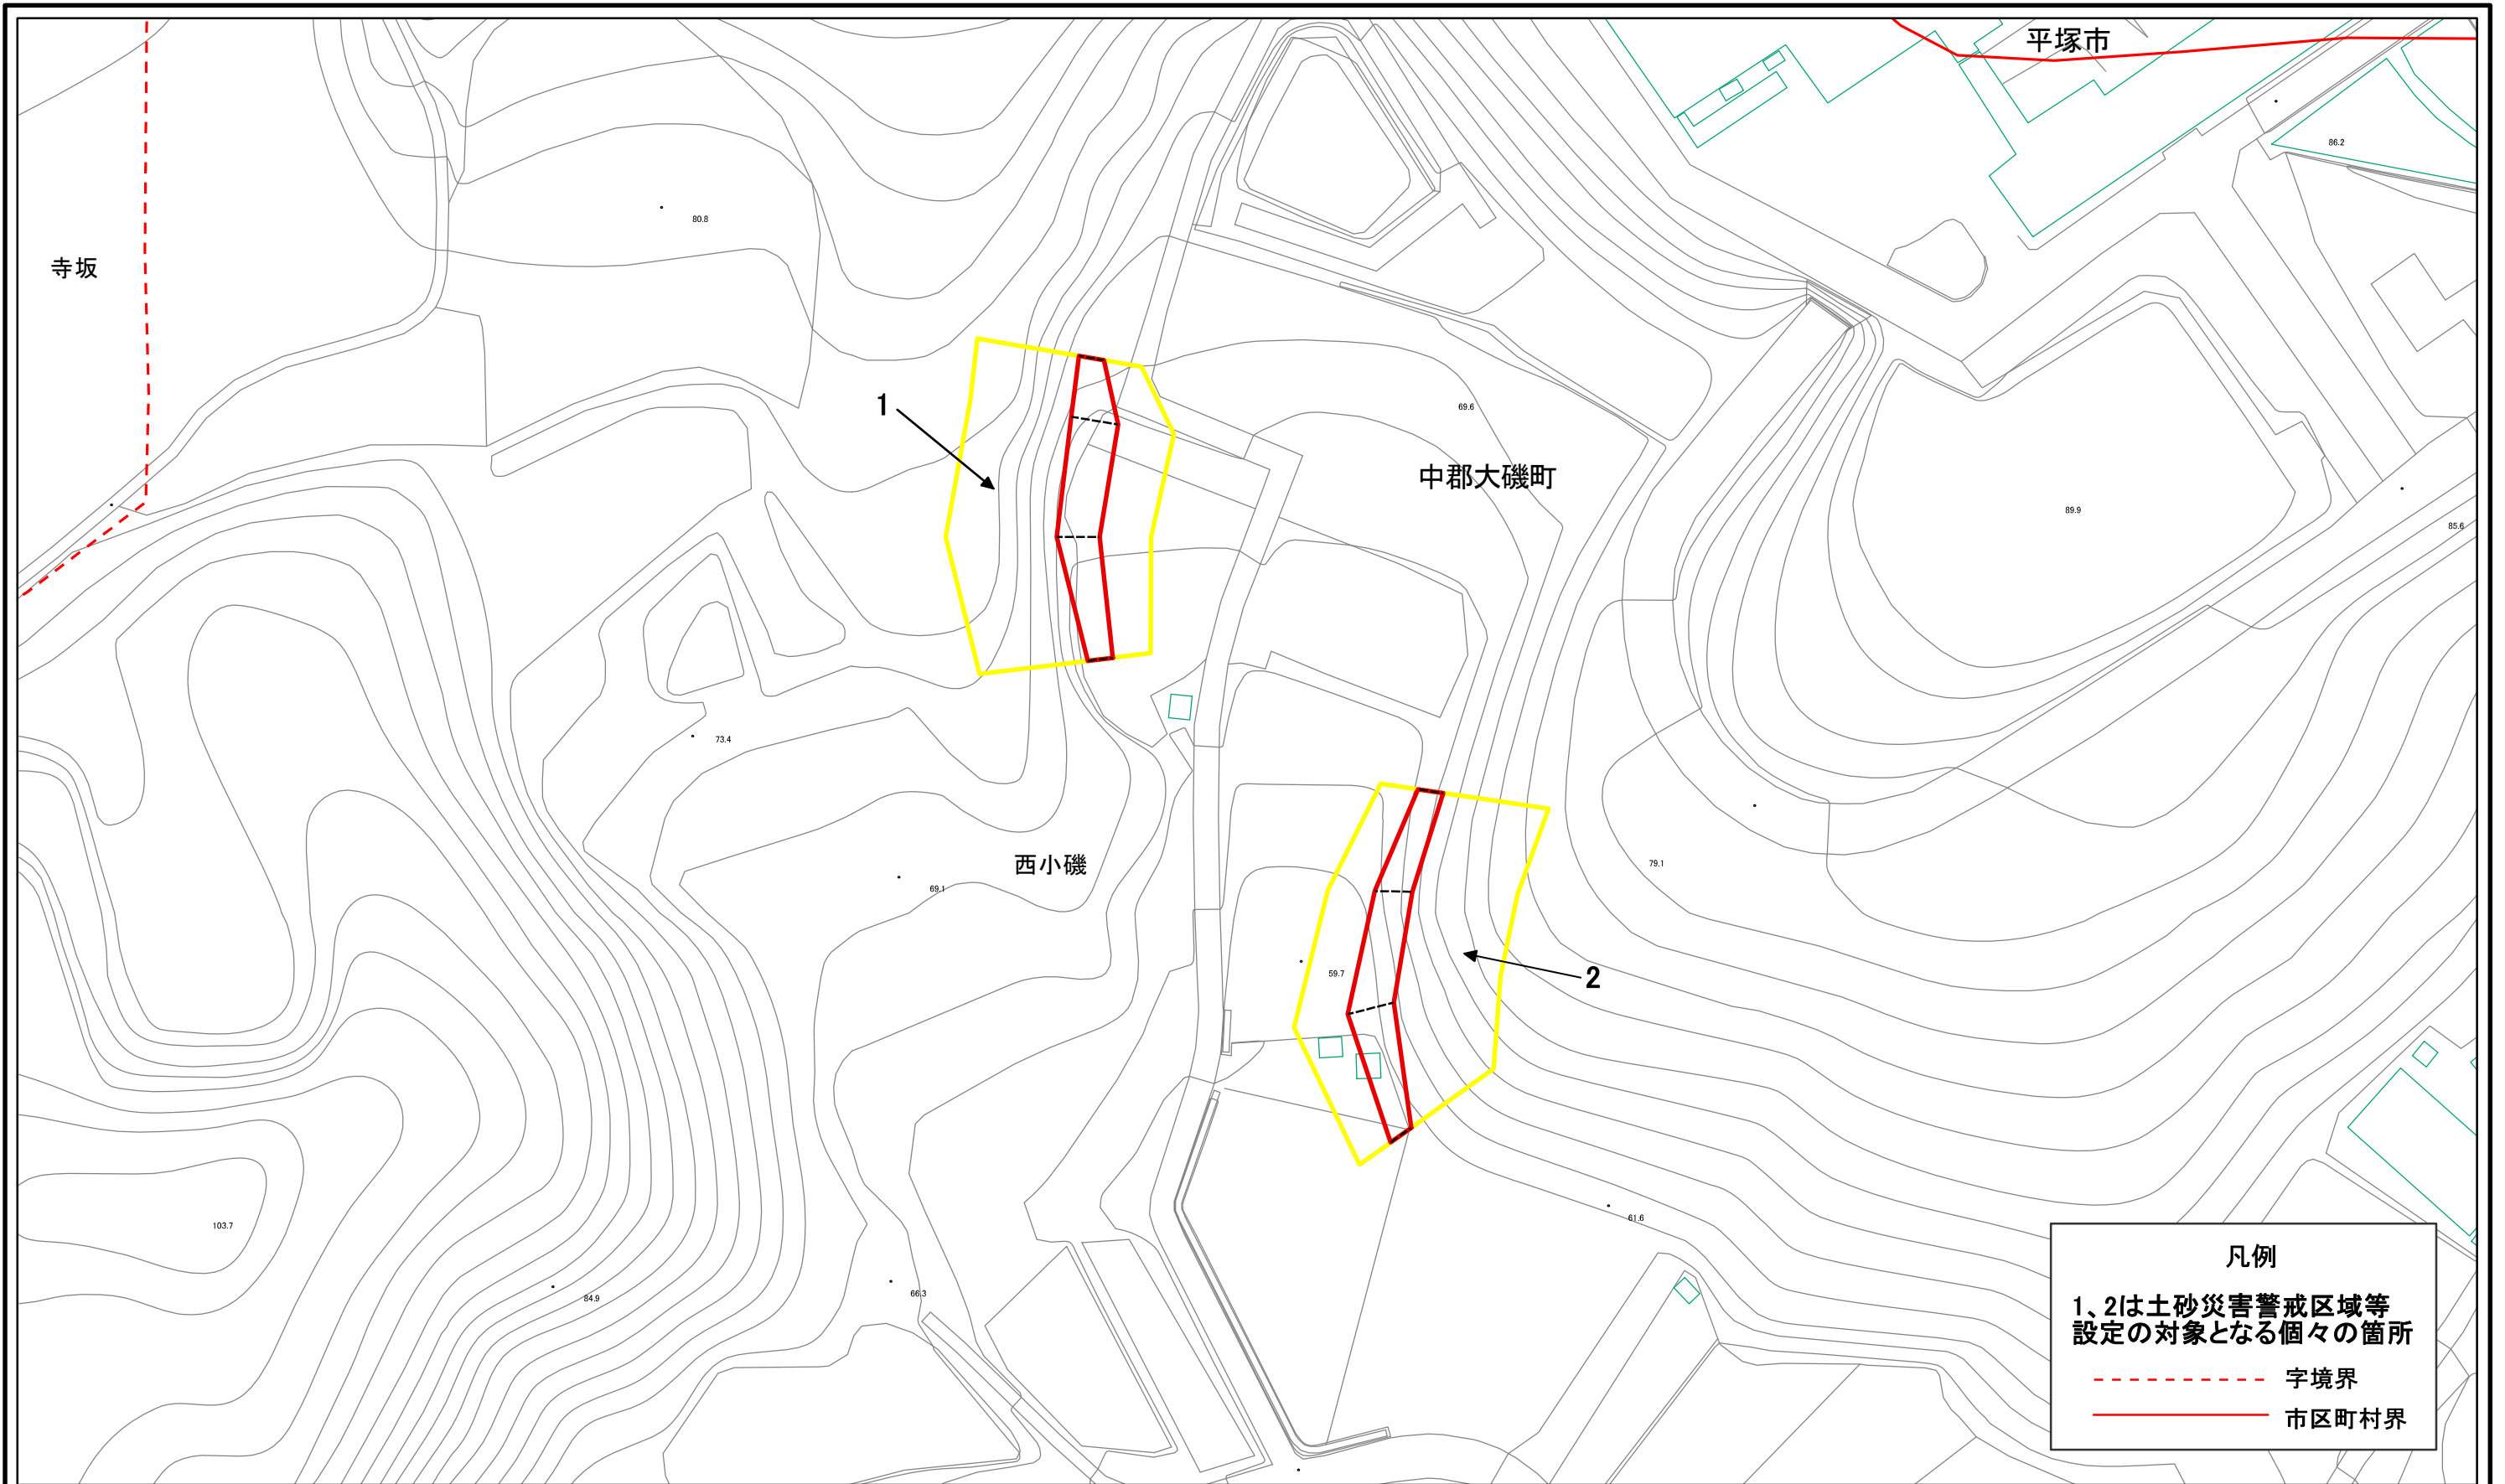 平塚市
86.2
80.8
寺坂
1
69.6
中郡大磯町
89.9
85.6
73.4
西小磯
79.1
69.1
59.7
2
103.7
61.6
84.9
66.3
凡例
1、2は土砂災害警戒区域等
設定の対象となる個々の箇所
字境界
市区町村界